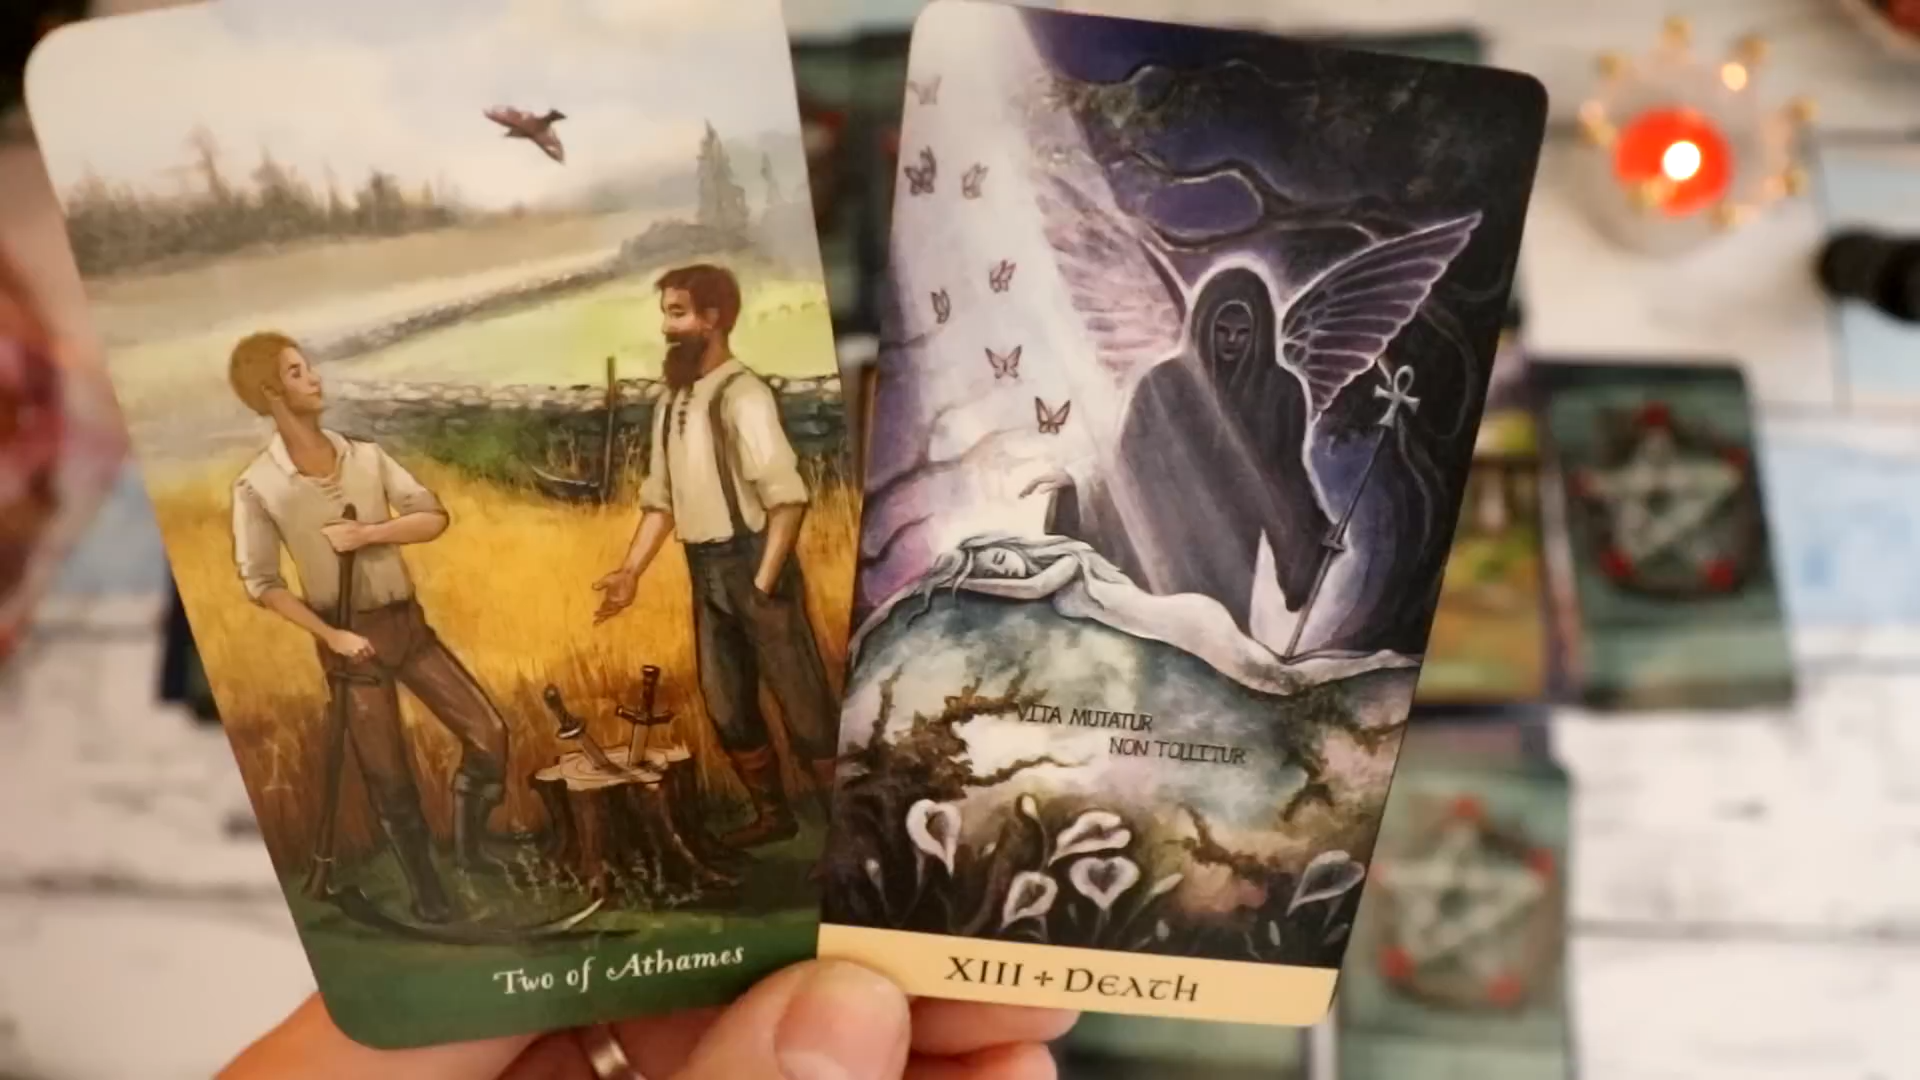 Two of Athames
VITA MUTATUR
NON TOLLITUR
XIII + DEATH